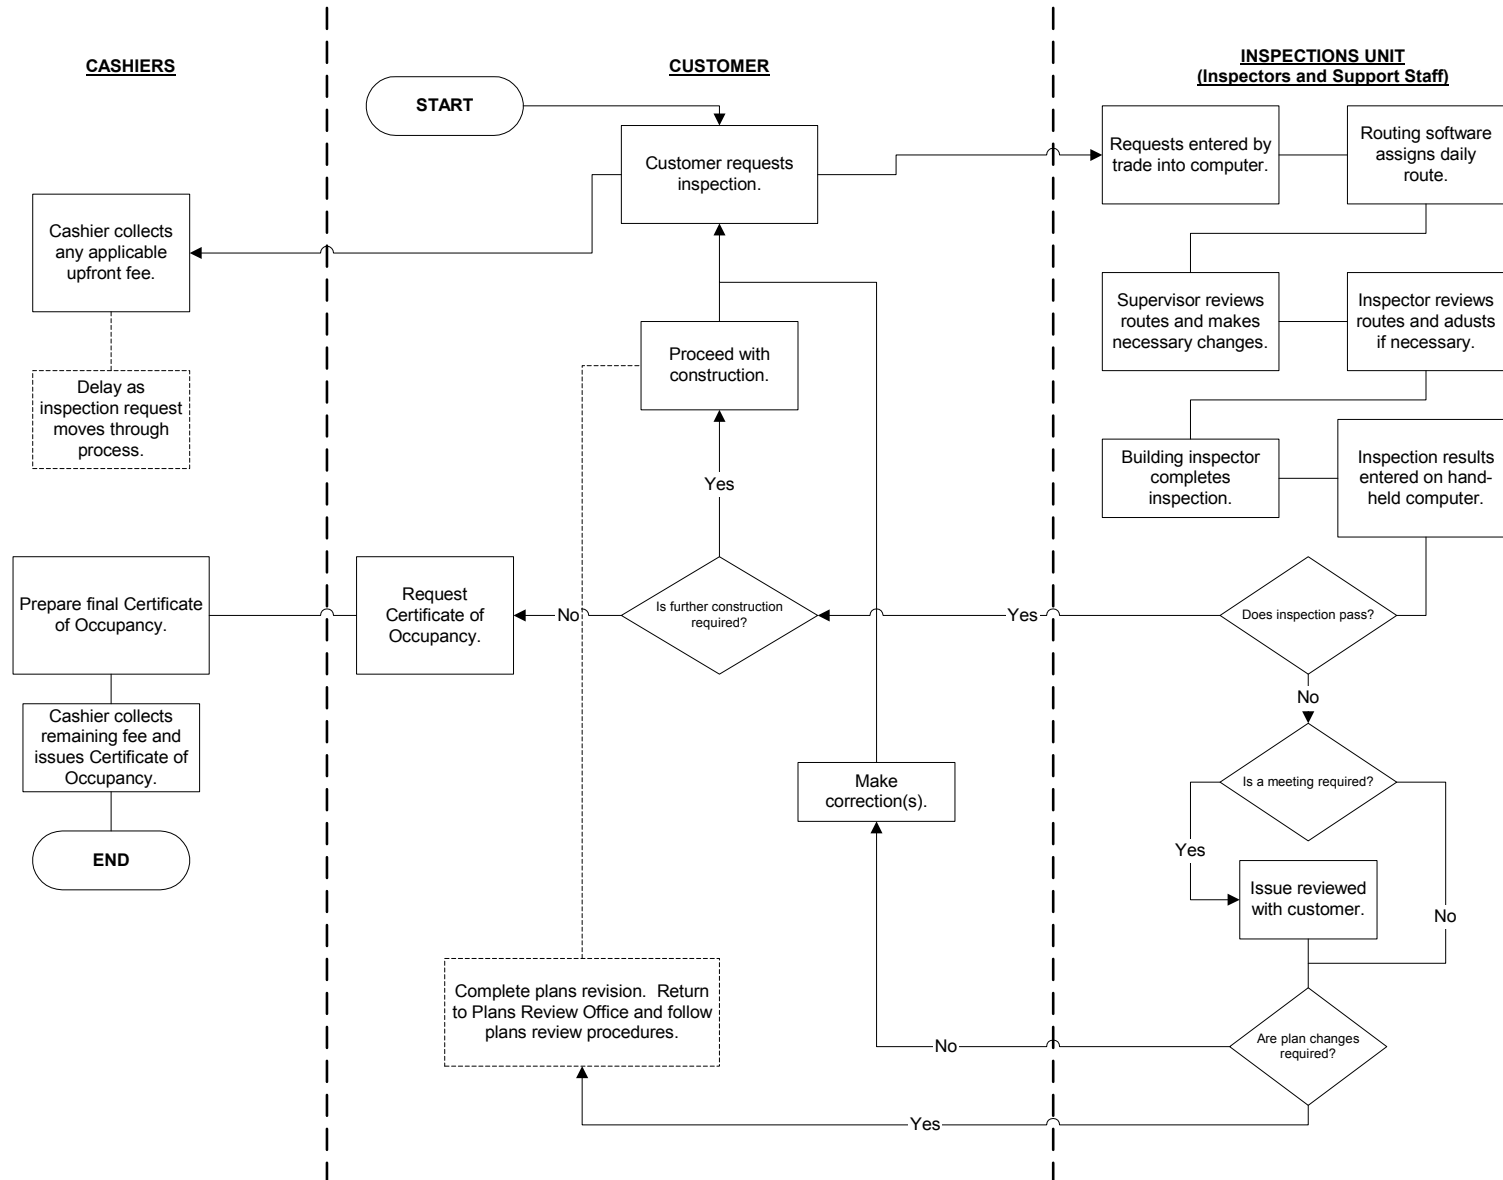 CASHIERS
CUSTOMER
INSPECTIONS UNIT
(Inspectors and Support Staff)
START
Customer requests
inspection.
Requests entered by
trade into computer.
Routing software
assigns daily
route.
Cashier collects
any applicable
upfront fee.
Supervisor reviews
routes and makes
necessary changes.
Inspector reviews
routes and adusts
if necessary.
Proceed with
construction.
Delay as
inspection request
moves through
process.
Building inspector
completes
inspection.
Inspection results
entered on hand-
held computer.
Yes
Prepare final Certificate
of Occupancy.
Request
Certificate of
Occupancy.
No
Is further construction
required?
Yes
Does inspection pass?
No
Cashier collects
remaining fee and
issues Certificate of
Occupancy.
Make
correction(s).
Is a meeting required?
END
Yes
Issue reviewed
with customer.
No
Complete plans revision.  Return
to Plans Review Office and follow
plans review procedures.
No
Are plan changes
required?
Yes